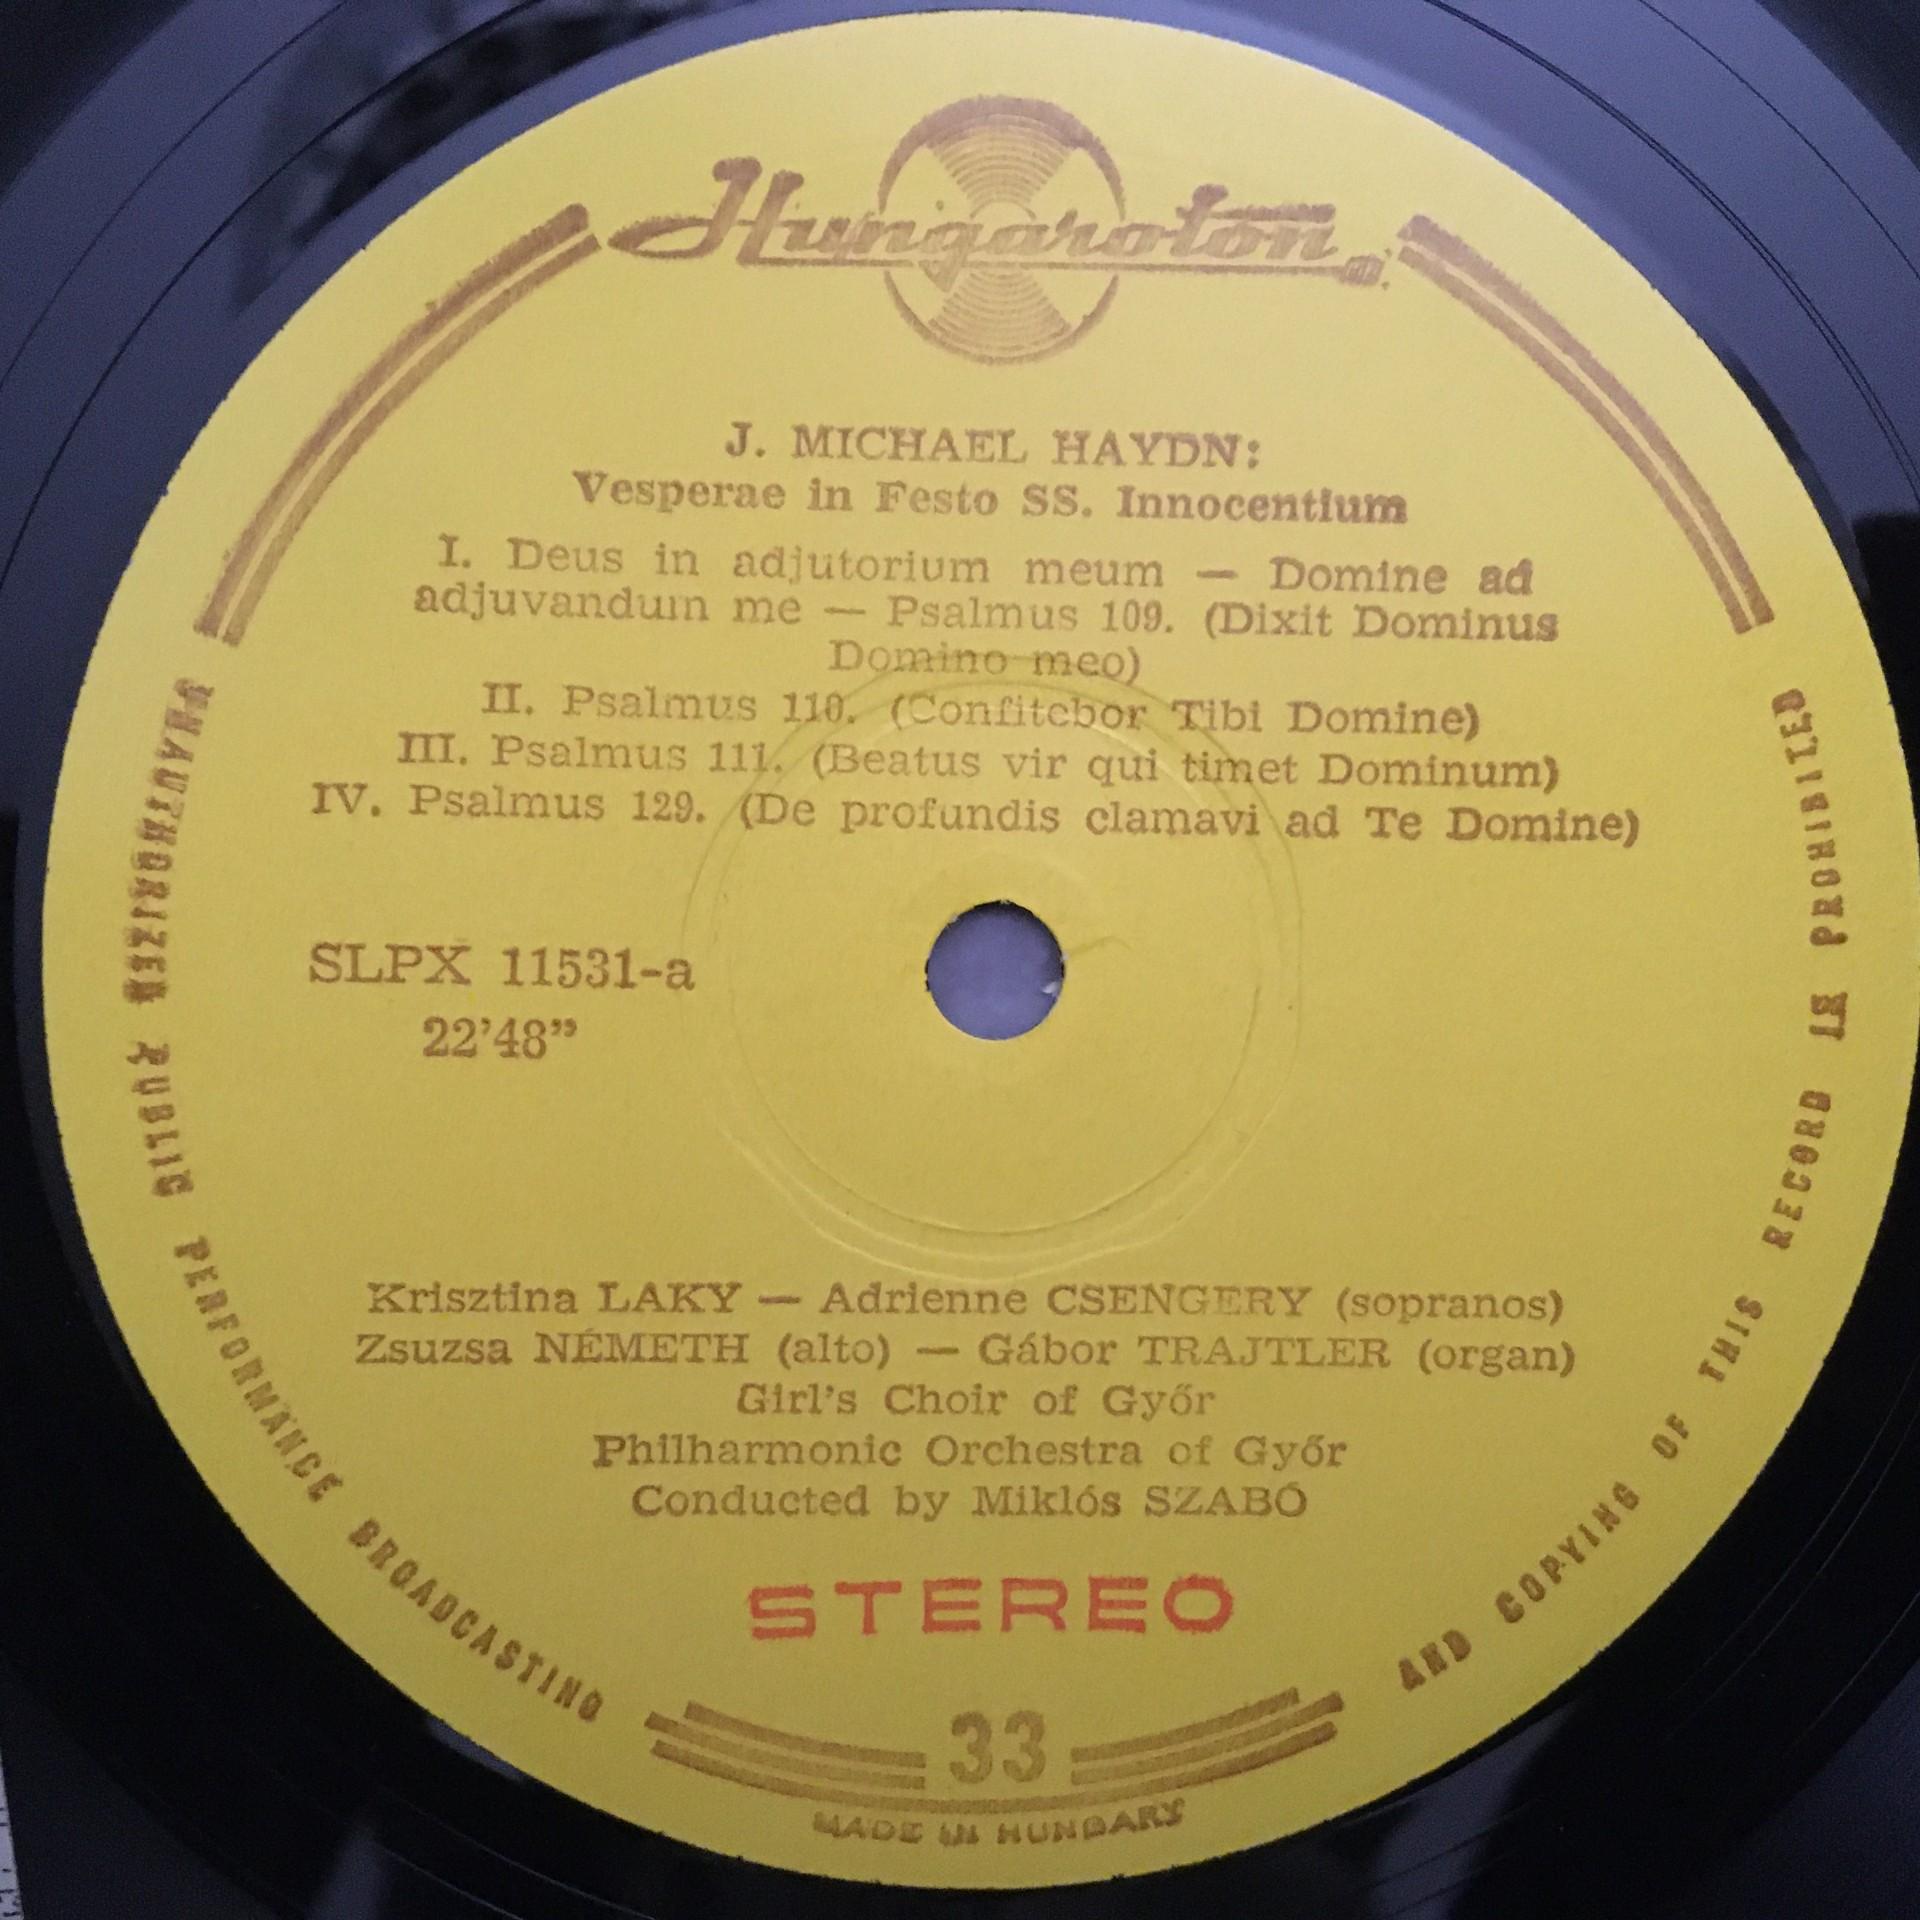 Hungaroton
J. MICHAEL HAYDN:
Vesperae in Festo SS. Innocentium
I. Deus in adjutorium meum — Domine ad
adjuvandum me — Psalmus 109. (Dixit Dominus
Domino meo)
II. Psalmus 110. (Confitebor Tibi Domine)
III. Psalmus 111. (Beatus vir qui timet Dominum)
IV. Psalmus 129. (De profundis clamavi ad Te Domine)
SLPX 11531-a
22’48”
Krisztina LAKY — Adrienne CSENGERY (sopranos)
Zsuzsa NÉMETH (alto) — Gábor TRAJTLER (organ)
Girl’s Choir of Győr
Philharmonic Orchestra of Győr
Conducted by Miklós SZABÓ
STEREO
33
MADE IN HUNGARY
UNAUTHORIZED PUBLIC PERFORMANCE BROADCASTING AND COPYING OF THIS RECORD IS PROHIBITED